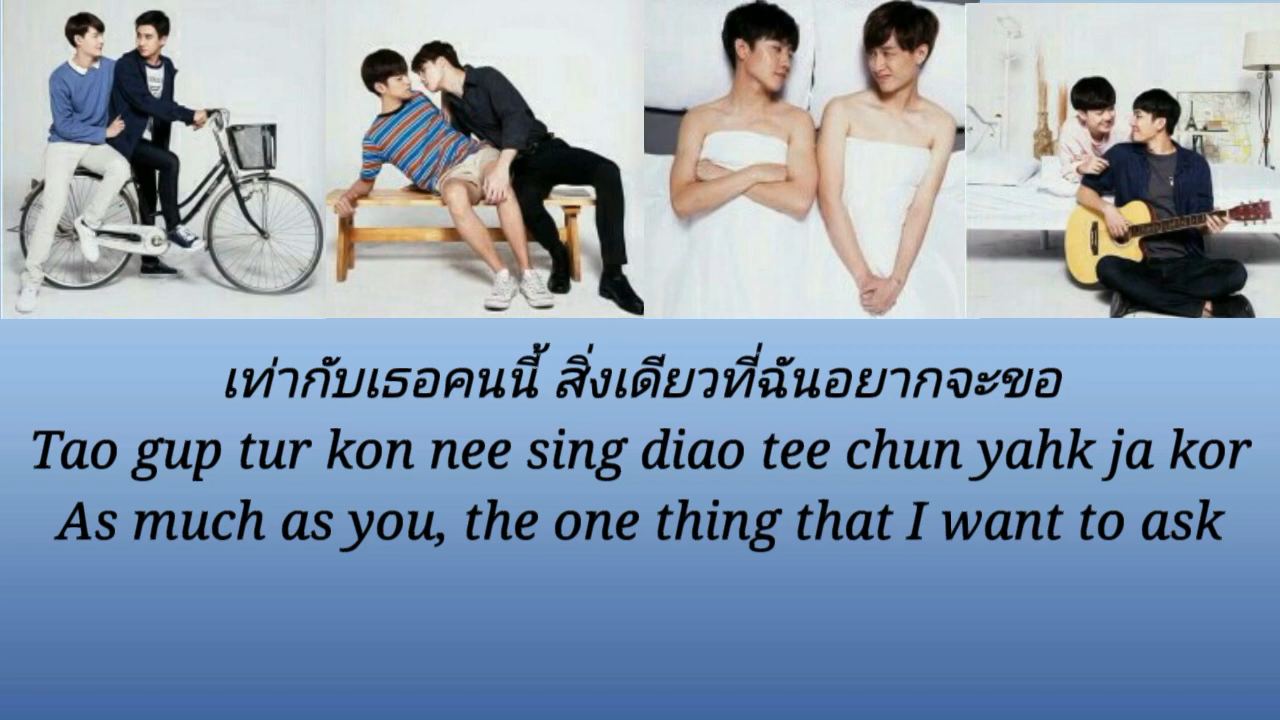 เท่ากับเธอคนนี้ สิ่งเดียวที่ฉันอยากจะขอ
Tao gup tur kon nee sing diao tee chun yahk ja kor
As much as you, the one thing that I want to ask